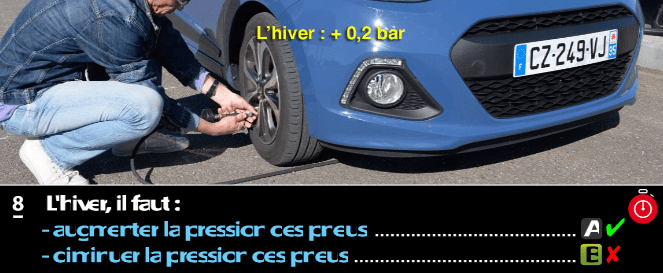 L'hiver : + 0,2 bar
F CZ-249-VJ
8 L'hiver, il faut :
- augmenter la pression des pneus ................................ A ✔
- diminuer la pression des pneus ................................ B ✘